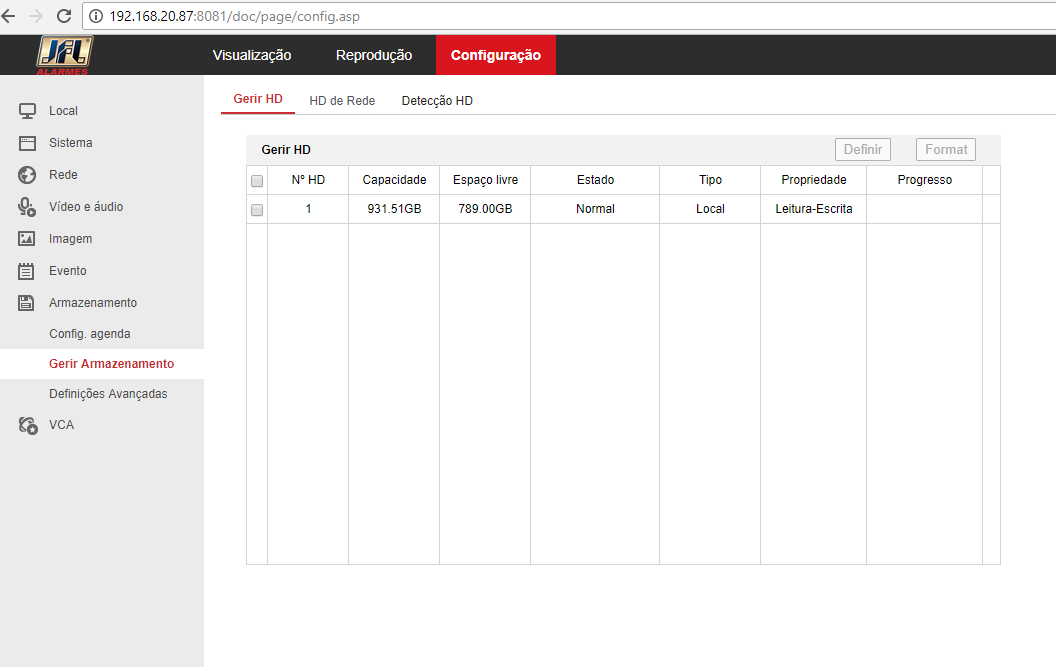 192.168.20.87:8081/doc/page/config.asp
JFL
ALARMES
Visualização Reprodução Configuração
Local
Sistema
Rede
Vídeo e áudio
Imagem
Evento
Armazenamento
Config. agenda
Gerir Armazenamento
Definições Avançadas
VCA
Gerir HD HD de Rede Detecção HD
Gerir HD Definir Format
Nº HD Capacidade Espaço livre Estado Tipo Propriedade Progresso
1 931.51GB 789.00GB Normal Local Leitura-Escrita